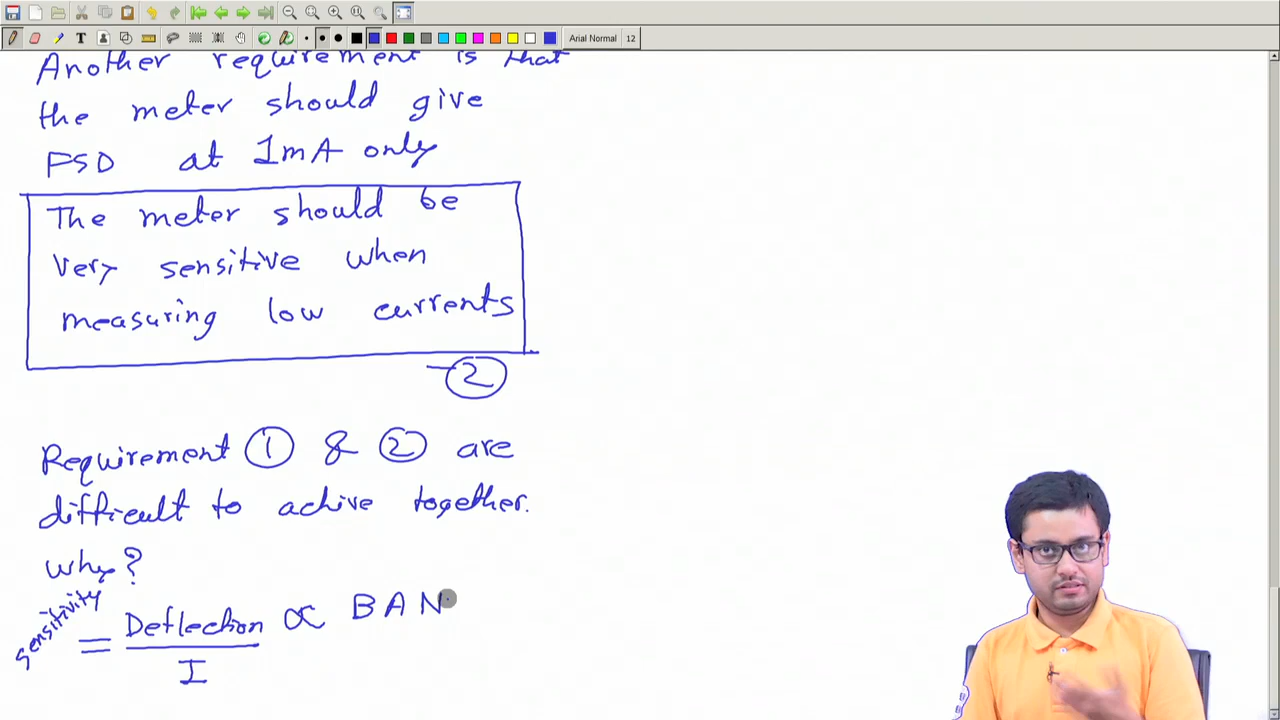 Arial Normal 12
Another requirement is that
the meter should give
FSD at 1mA only
The meter should be
very sensitive when
measuring low currents
- 2
Requirement 1 & 2 are
difficult to achive together.
why?
sensitivity = Deflection / I ∝ B A N